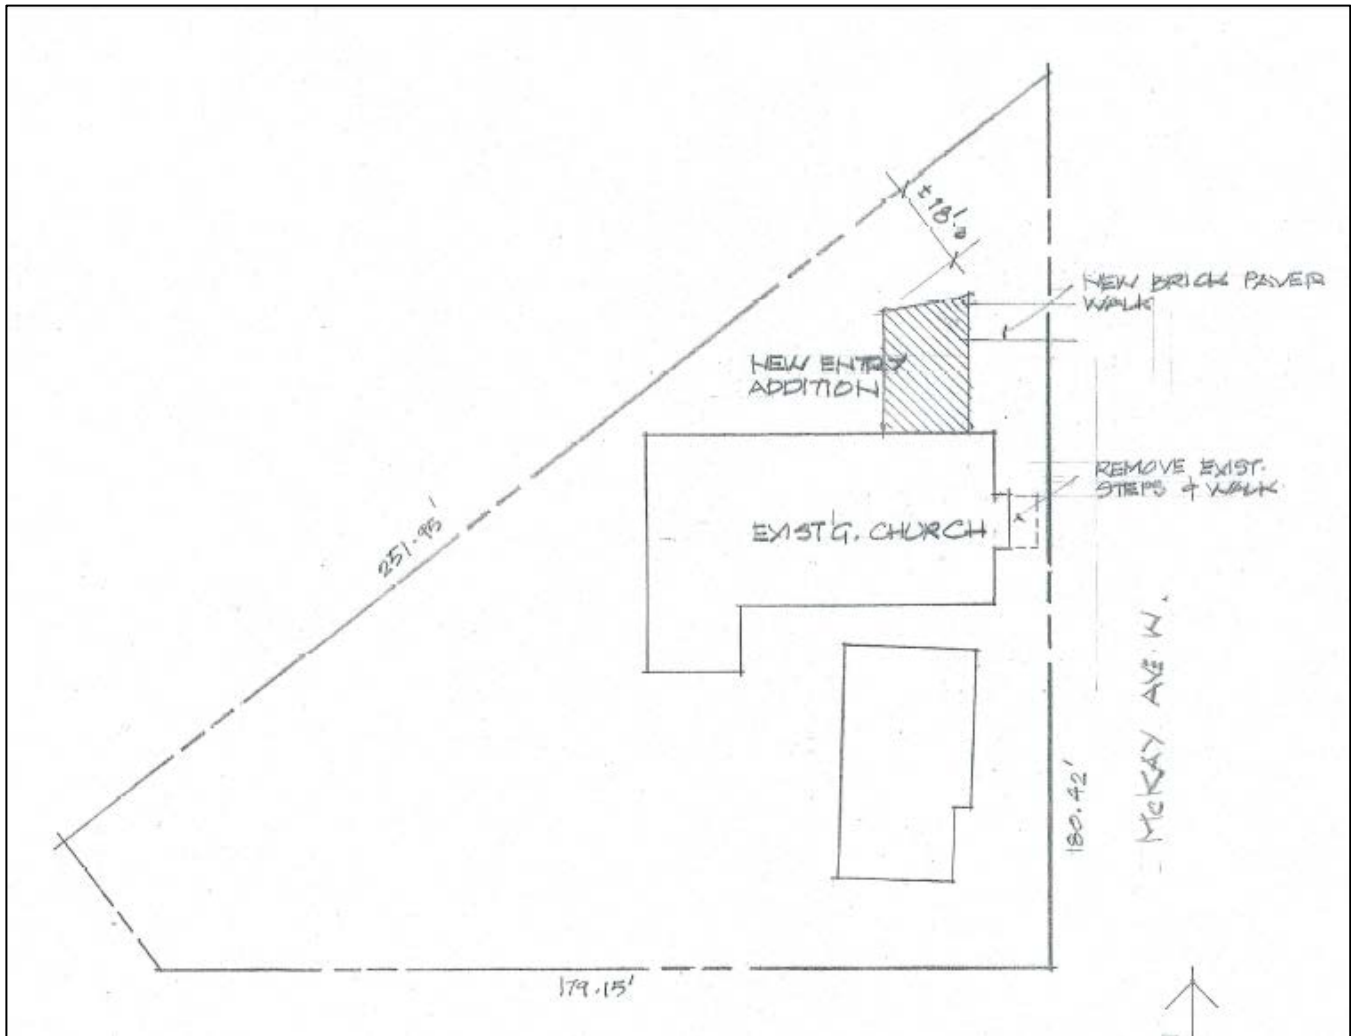 ± 18'.0
NEW BRICK PAVER
WALK
NEW ENTRY
ADDITION
REMOVE EXIST.
STEPS & WALK
EXIST'G. CHURCH
251.95'
McKAY AVE. W.
180.42'
179.15'